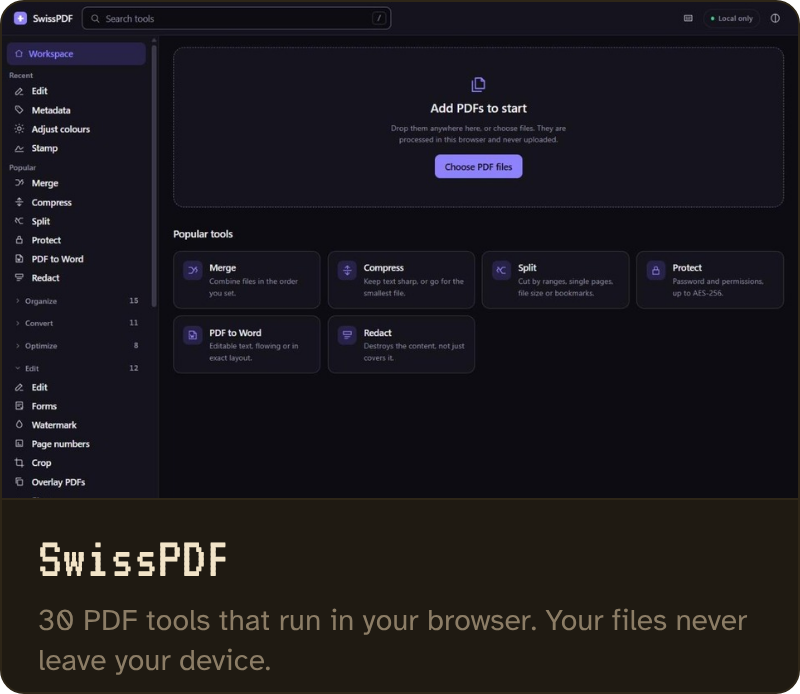 SwissPDF
Search tools
/
Local only
Workspace
Recent
Edit
Metadata
Adjust colours
Stamp
Popular
Merge
Compress
Split
Protect
PDF to Word
Redact
Organize 15
Convert 11
Optimize 8
Edit 12
Edit
Forms
Watermark
Page numbers
Crop
Overlay PDFs
Add PDFs to start
Drop them anywhere here, or choose files. They are
processed in this browser and never uploaded.
Choose PDF files
Popular tools
Merge
Combine files in the order
you set.
Compress
Keep text sharp, or go for the
smallest file.
Split
Cut by ranges, single pages,
file size or bookmarks.
Protect
Password and permissions,
up to AES-256.
PDF to Word
Editable text, flowing or in
exact layout.
Redact
Destroys the content, not just
covers it.
SwissPDF
30 PDF tools that run in your browser. Your files never
leave your device.